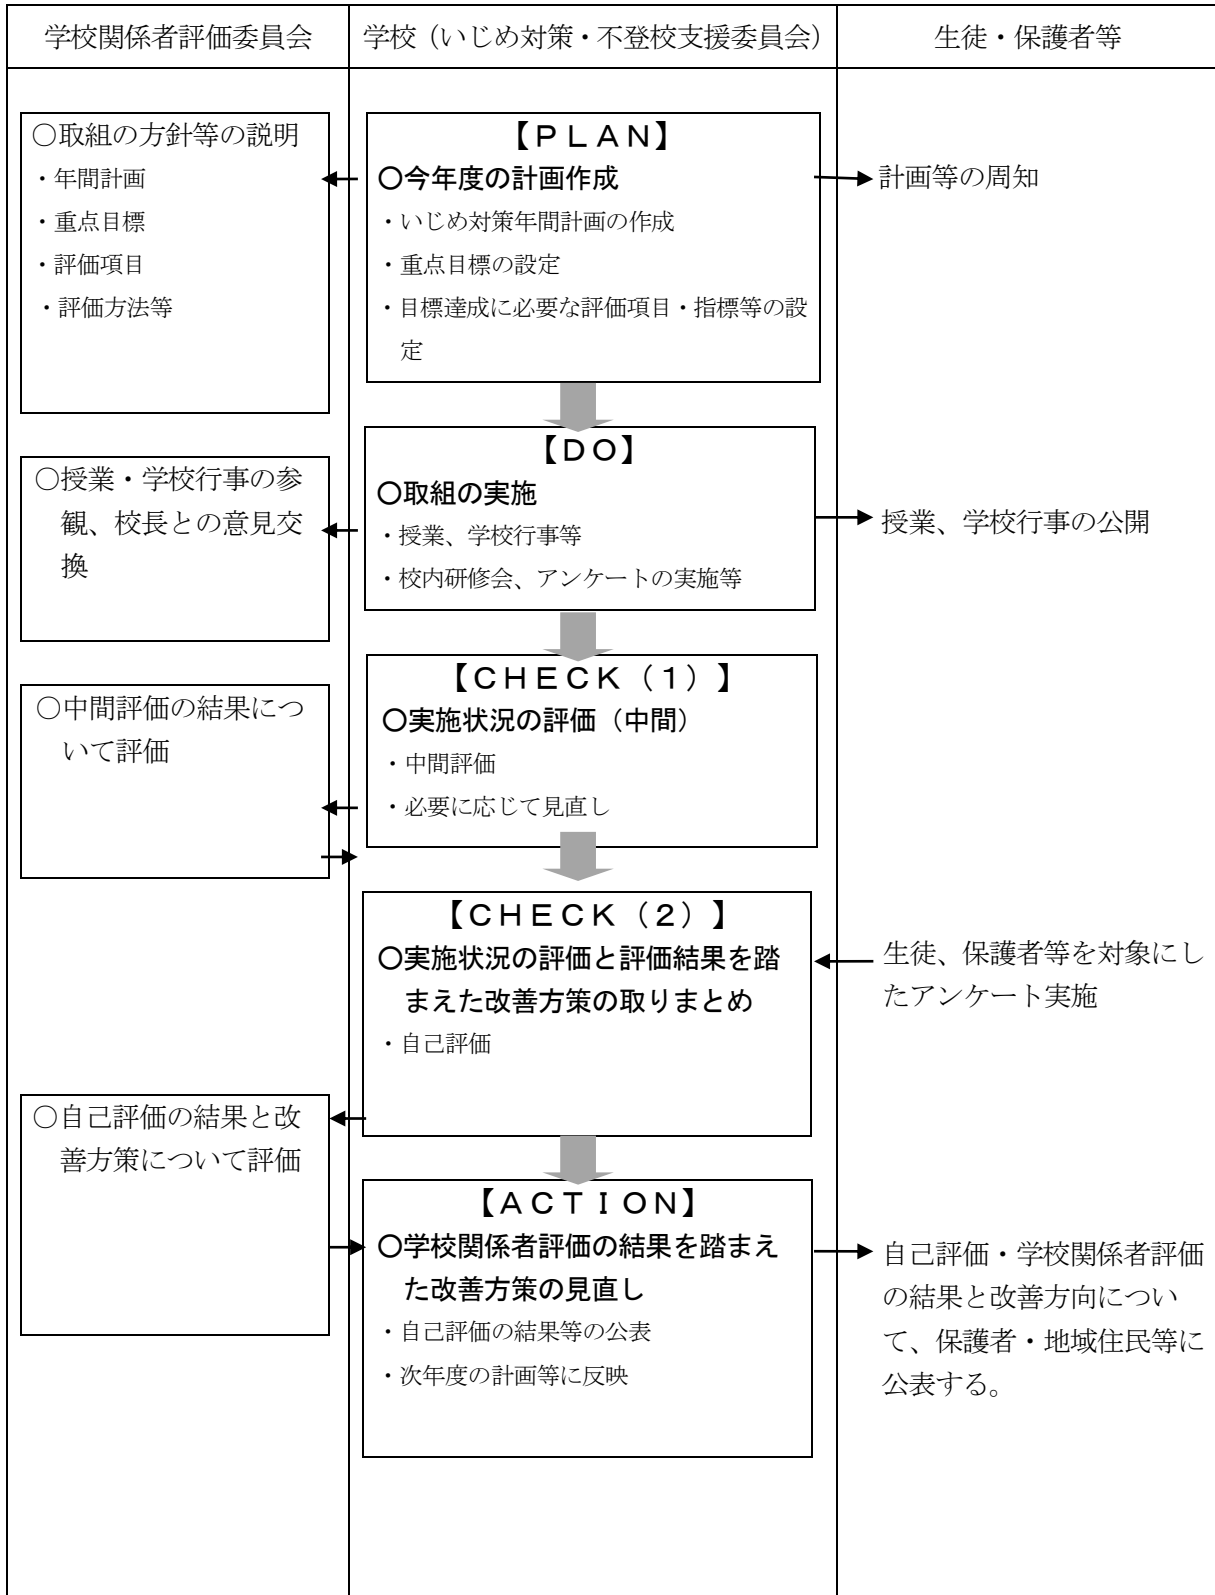 学校関係者評価委員会
学校（いじめ対策・不登校支援委員会）
生徒・保護者等
○取組の方針等の説明
・年間計画
・重点目標
・評価項目
・評価方法等
【ＰＬＡＮ】
○今年度の計画作成
・いじめ対策年間計画の作成
・重点目標の設定
・目標達成に必要な評価項目・指標等の設
定
計画等の周知
○授業・学校行事の参
観、校長との意見交
換
【ＤＯ】
○取組の実施
・授業、学校行事等
・校内研修会、アンケートの実施等
授業、学校行事の公開
○中間評価の結果につ
いて評価
【ＣＨＥＣＫ（１）】
○実施状況の評価（中間）
・中間評価
・必要に応じて見直し
【ＣＨＥＣＫ（２）】
○実施状況の評価と評価結果を踏
まえた改善方策の取りまとめ
・自己評価
生徒、保護者等を対象にし
たアンケート実施
○自己評価の結果と改
善方策について評価
【ＡＣＴＩＯＮ】
○学校関係者評価の結果を踏まえ
た改善方策の見直し
・自己評価の結果等の公表
・次年度の計画等に反映
自己評価・学校関係者評価
の結果と改善方向につい
て、保護者・地域住民等に
公表する。